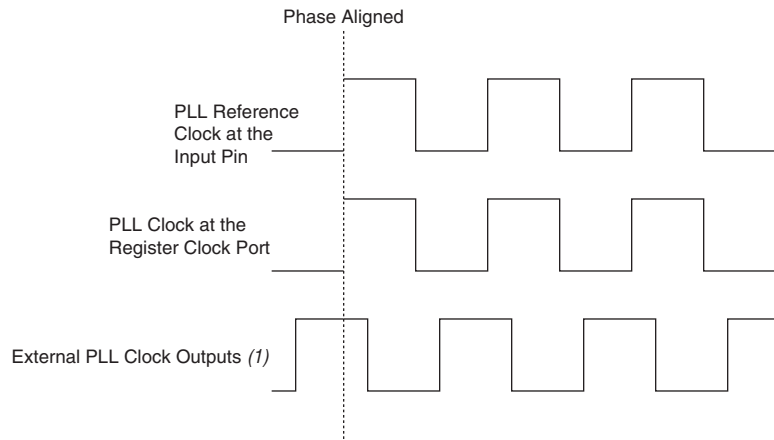 Phase Aligned
PLL Reference
Clock at the
Input Pin
PLL Clock at the
Register Clock Port
External PLL Clock Outputs (1)